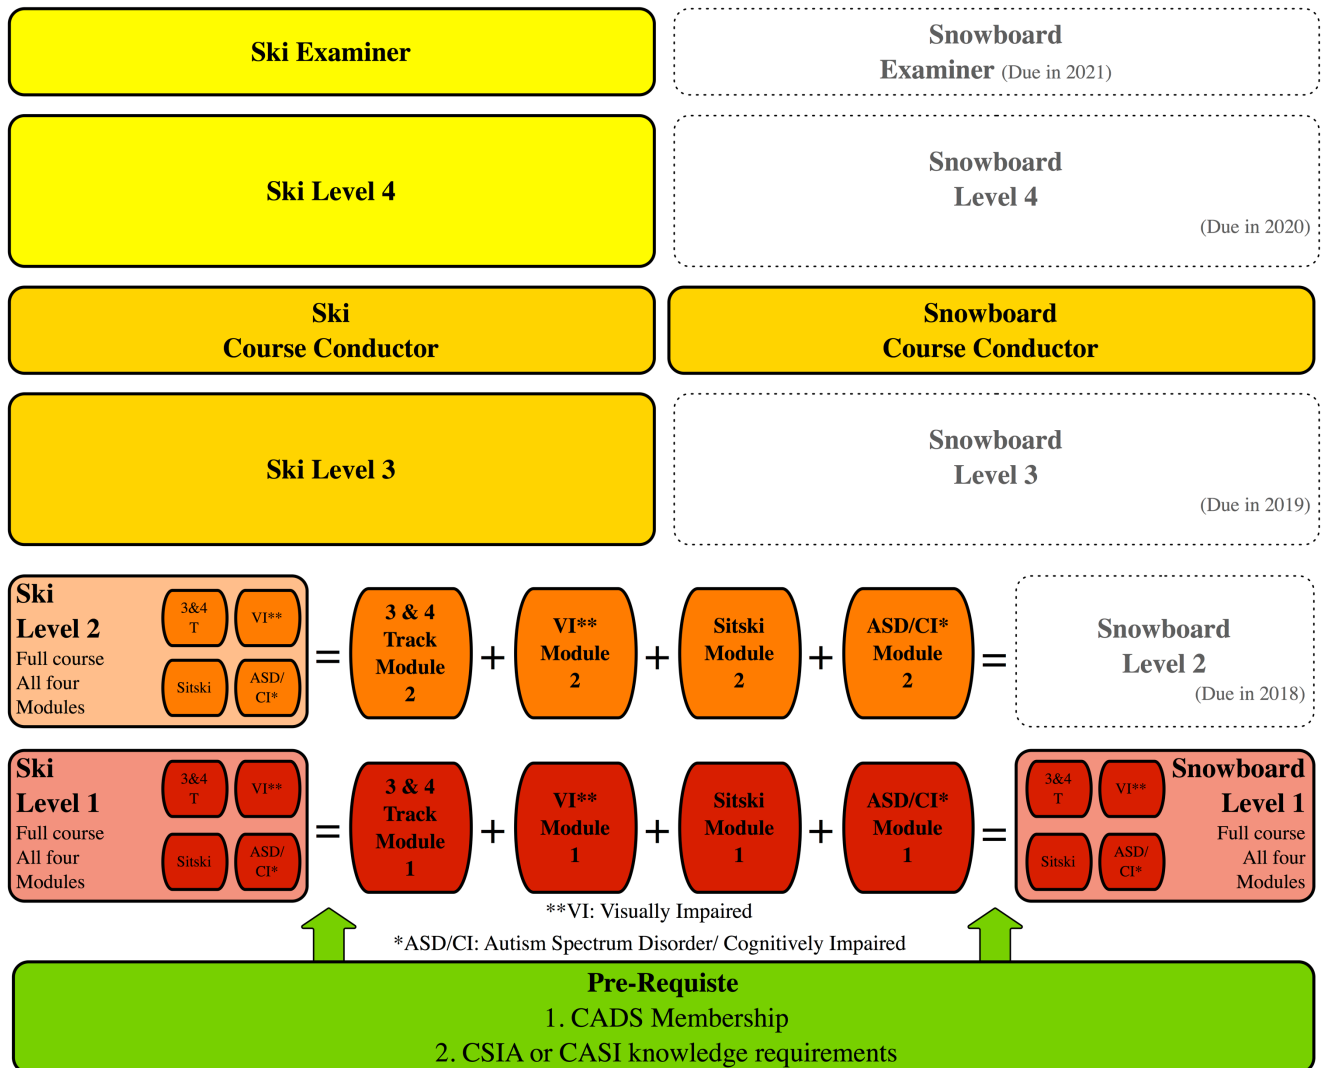 Ski Examiner
Snowboard
Examiner (Due in 2021)
Ski Level 4
Snowboard
Level 4
(Due in 2020)
Ski
Course Conductor
Snowboard
Course Conductor
Ski Level 3
Snowboard
Level 3
(Due in 2019)
Ski
Level 2
Full course
All four
Modules
3&4
T
VI**
Sitski
ASD/
CI*
=
3 & 4
Track
Module
2
+
VI**
Module
2
+
Sitski
Module
2
+
ASD/CI*
Module
2
=
Snowboard
Level 2
(Due in 2018)
Ski
Level 1
Full course
All four
Modules
3&4
T
VI**
Sitski
ASD/
CI*
=
3 & 4
Track
Module
1
+
VI**
Module
1
+
Sitski
Module
1
+
ASD/CI*
Module
1
=
3&4
T
VI**
Sitski
ASD/
CI*
Snowboard
Level 1
Full course
All four
Modules
**VI: Visually Impaired
*ASD/CI: Autism Spectrum Disorder/ Cognitively Impaired
Pre-Requiste
1. CADS Membership
2. CSIA or CASI knowledge requirements